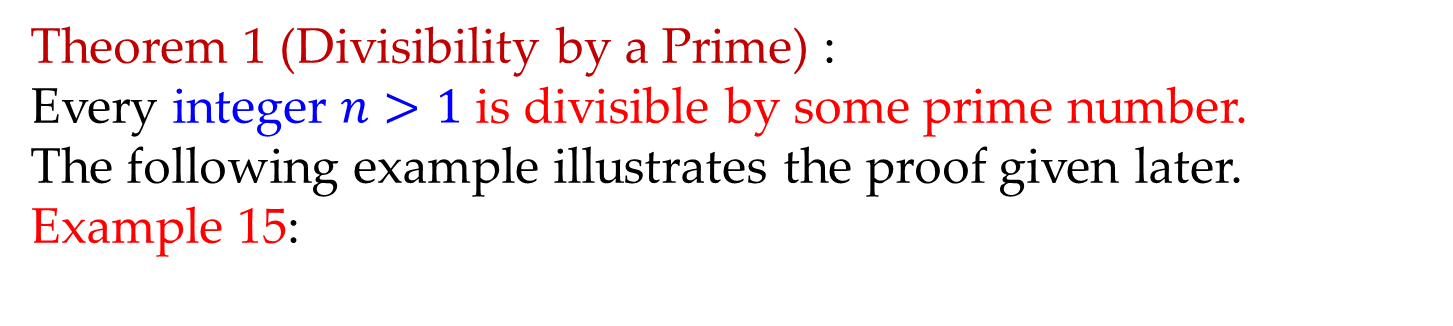 Theorem 1 (Divisibility by a Prime) :
Every integer n > 1 is divisible by some prime number.
The following example illustrates the proof given later.
Example 15: